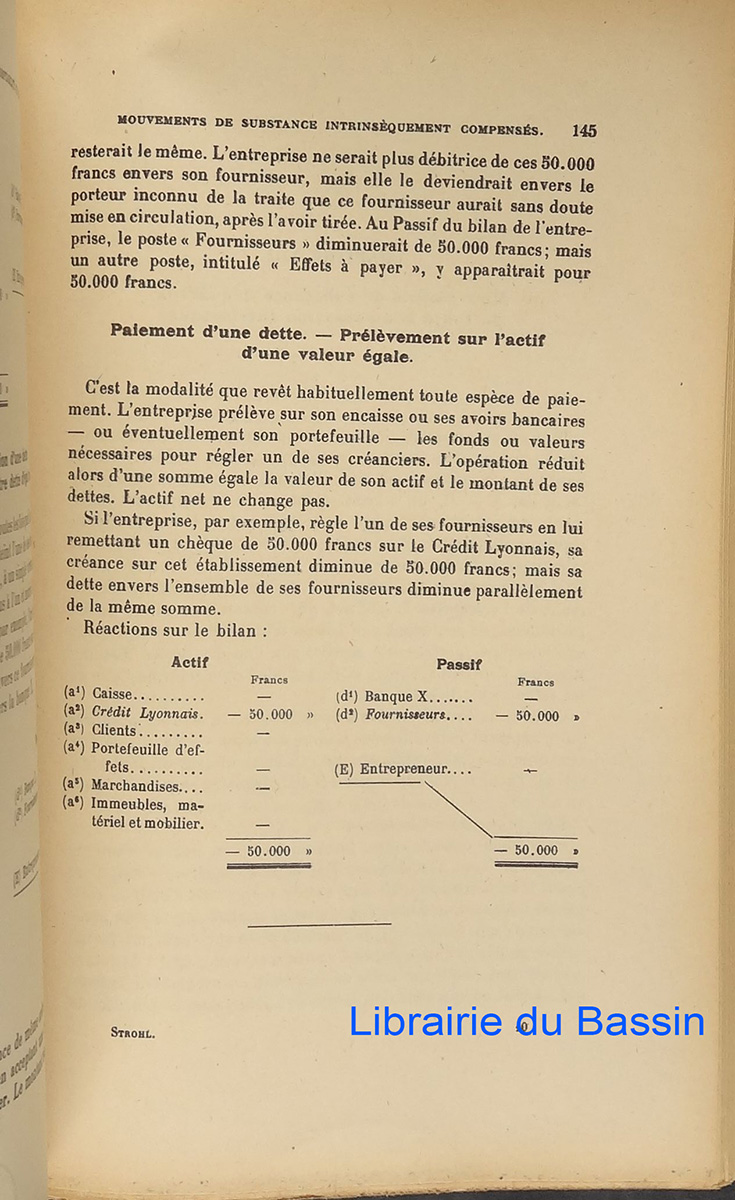 MOUVEMENTS DE SUBSTANCE INTRINSÈQUEMENT COMPENSÉS. 145
resterait le même. L'entreprise ne serait plus débitrice de ces 50.000
francs envers son fournisseur, mais elle le deviendrait envers le
porteur inconnu de la traite que ce fournisseur aurait sans doute
mise en circulation, après l'avoir tirée. Au Passif du bilan de l'entre-
prise, le poste « Fournisseurs » diminuerait de 50.000 francs; mais
un autre poste, intitulé « Effets à payer », y apparaîtrait pour
50.000 francs.
Paiement d'une dette. — Prélèvement sur l'actif
d'une valeur égale.
C'est la modalité que revêt habituellement toute espèce de paie-
ment. L'entreprise prélève sur son encaisse ou ses avoirs bancaires
— ou éventuellement son portefeuille — les fonds ou valeurs
nécessaires pour régler un de ses créanciers. L'opération réduit
alors d'une somme égale la valeur de son actif et le montant de ses
dettes. L'actif net ne change pas.
Si l'entreprise, par exemple, règle l'un de ses fournisseurs en lui
remettant un chèque de 50.000 francs sur le Crédit Lyonnais, sa
créance sur cet établissement diminue de 50.000 francs; mais sa
dette envers l'ensemble de ses fournisseurs diminue parallèlement
de la même somme.
Réactions sur le bilan :
Actif Passif
Francs Francs
(a¹) Caisse.......... — (d¹) Banque X....... —
(a²) Crédit Lyonnais. — 50.000 » (d²) Fournisseurs.... — 50.000 »
(a³) Clients......... —
(a⁴) Portefeuille d'ef-
fets.......... — (E) Entrepreneur.... —
(a⁵) Marchandises.... —
(a⁶) Immeubles, ma-
tériel et mobilier. —
— 50.000 » — 50.000 »
STROHL.
Librairie du Bassin